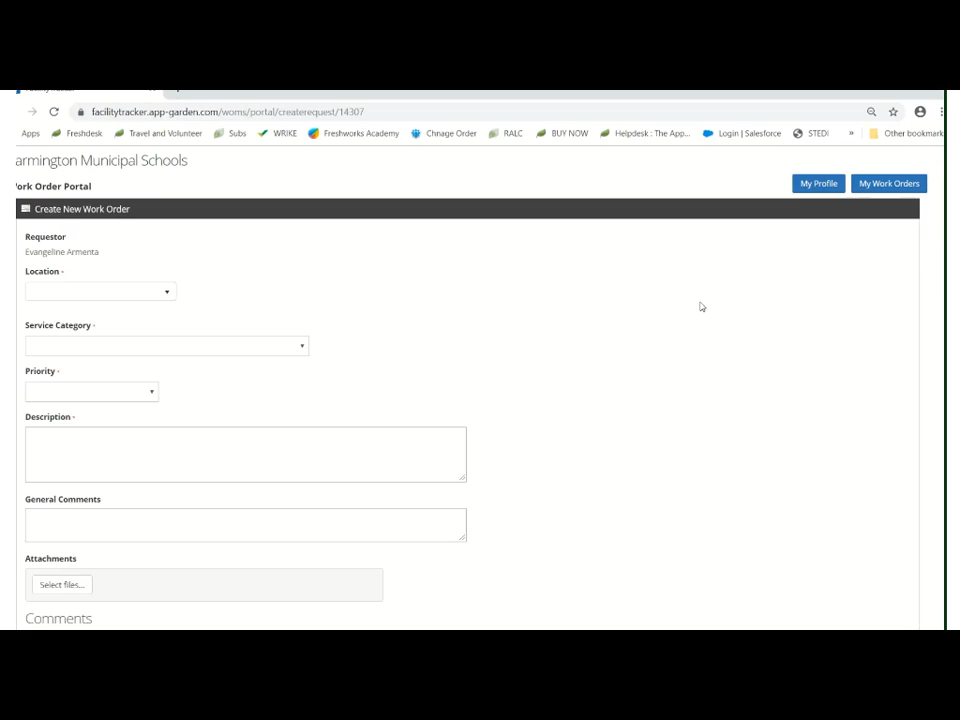 facilitytracker.app-garden.com/woms/portal/createrequest/14307
Apps Freshdesk Travel and Volunteer Subs WRIKE Freshworks Academy Chnage Order RALC BUY NOW Helpdesk : The App... Login | Salesforce STEDI » Other bookmark
armington Municipal Schools
ork Order Portal
My Profile My Work Orders
Create New Work Order
Requestor
Evangeline Armenta
Location *
Service Category *
Priority *
Description *
General Comments
Attachments
Select files...
Comments